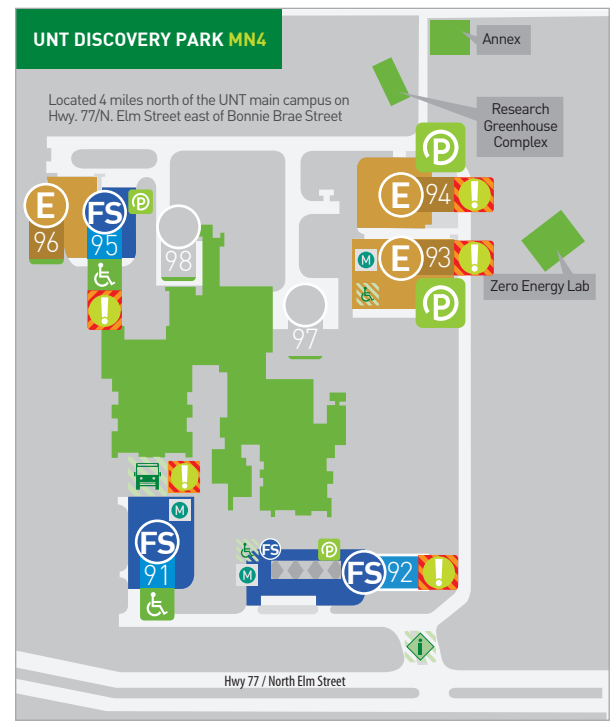 UNT DISCOVERY PARK MN4
Annex
Located 4 miles north of the UNT main campus on
Hwy. 77/N. Elm Street east of Bonnie Brae Street
Research
Greenhouse
Complex
P
E
94
!
E
96
FS
95
P
!
98
M
E
93
!
P
Zero Energy Lab
97
!
M
FS
91
FS
P
M
FS
92
!
i
Hwy 77 / North Elm Street